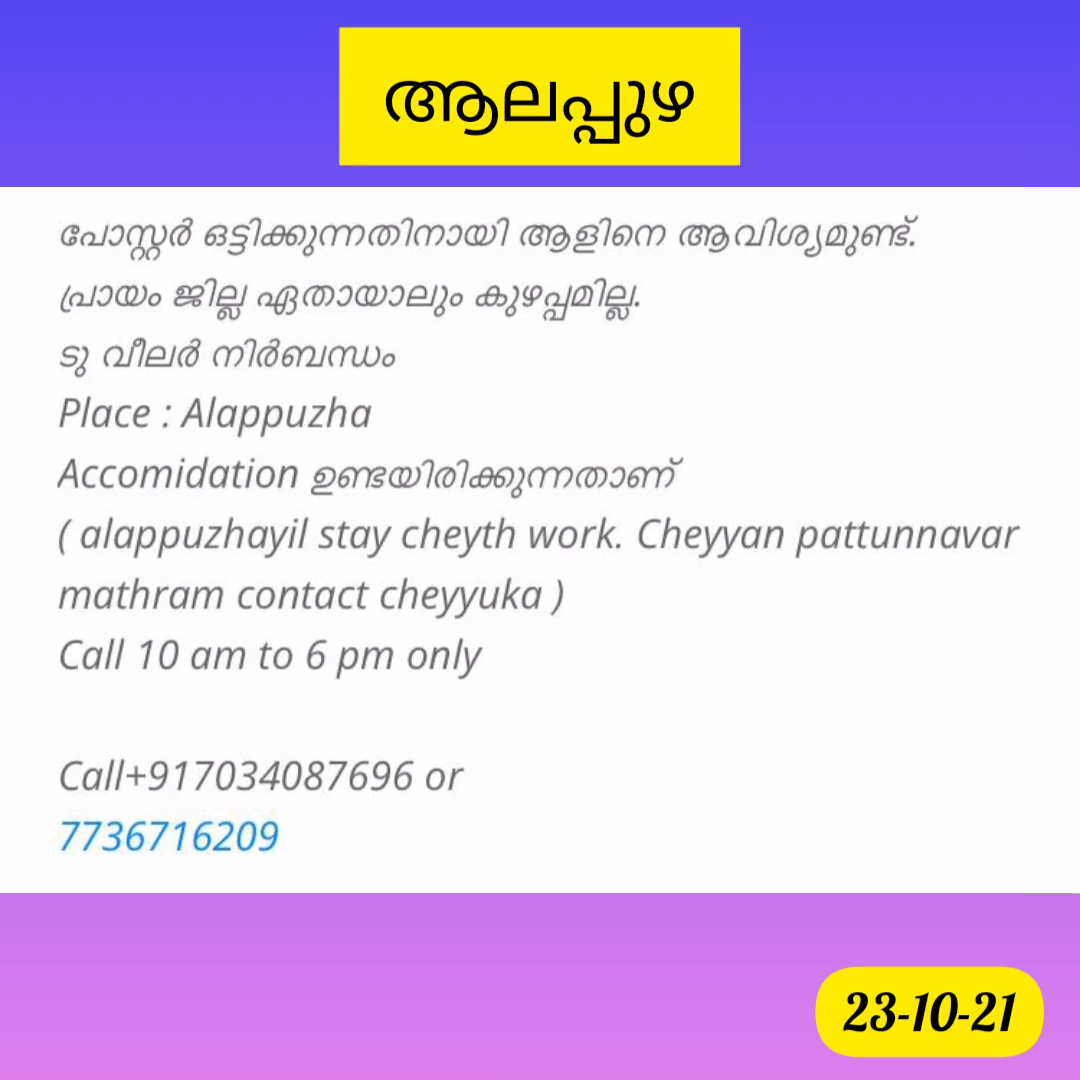 ആലപ്പുഴ
പോസ്റ്റർ ഒട്ടിക്കുന്നതിനായി ആളിനെ ആവിശ്യമുണ്ട്.
പ്രായം ജില്ല ഏതായാലും കുഴപ്പമില്ല.
ടു വീലർ നിർബന്ധം
Place : Alappuzha
Accomidation ഉണ്ടയിരിക്കുന്നതാണ്
( alappuzhayil stay cheyth work. Cheyyan pattunnavar
mathram contact cheyyuka )
Call 10 am to 6 pm only
Call+917034087696 or
7736716209
23-10-21